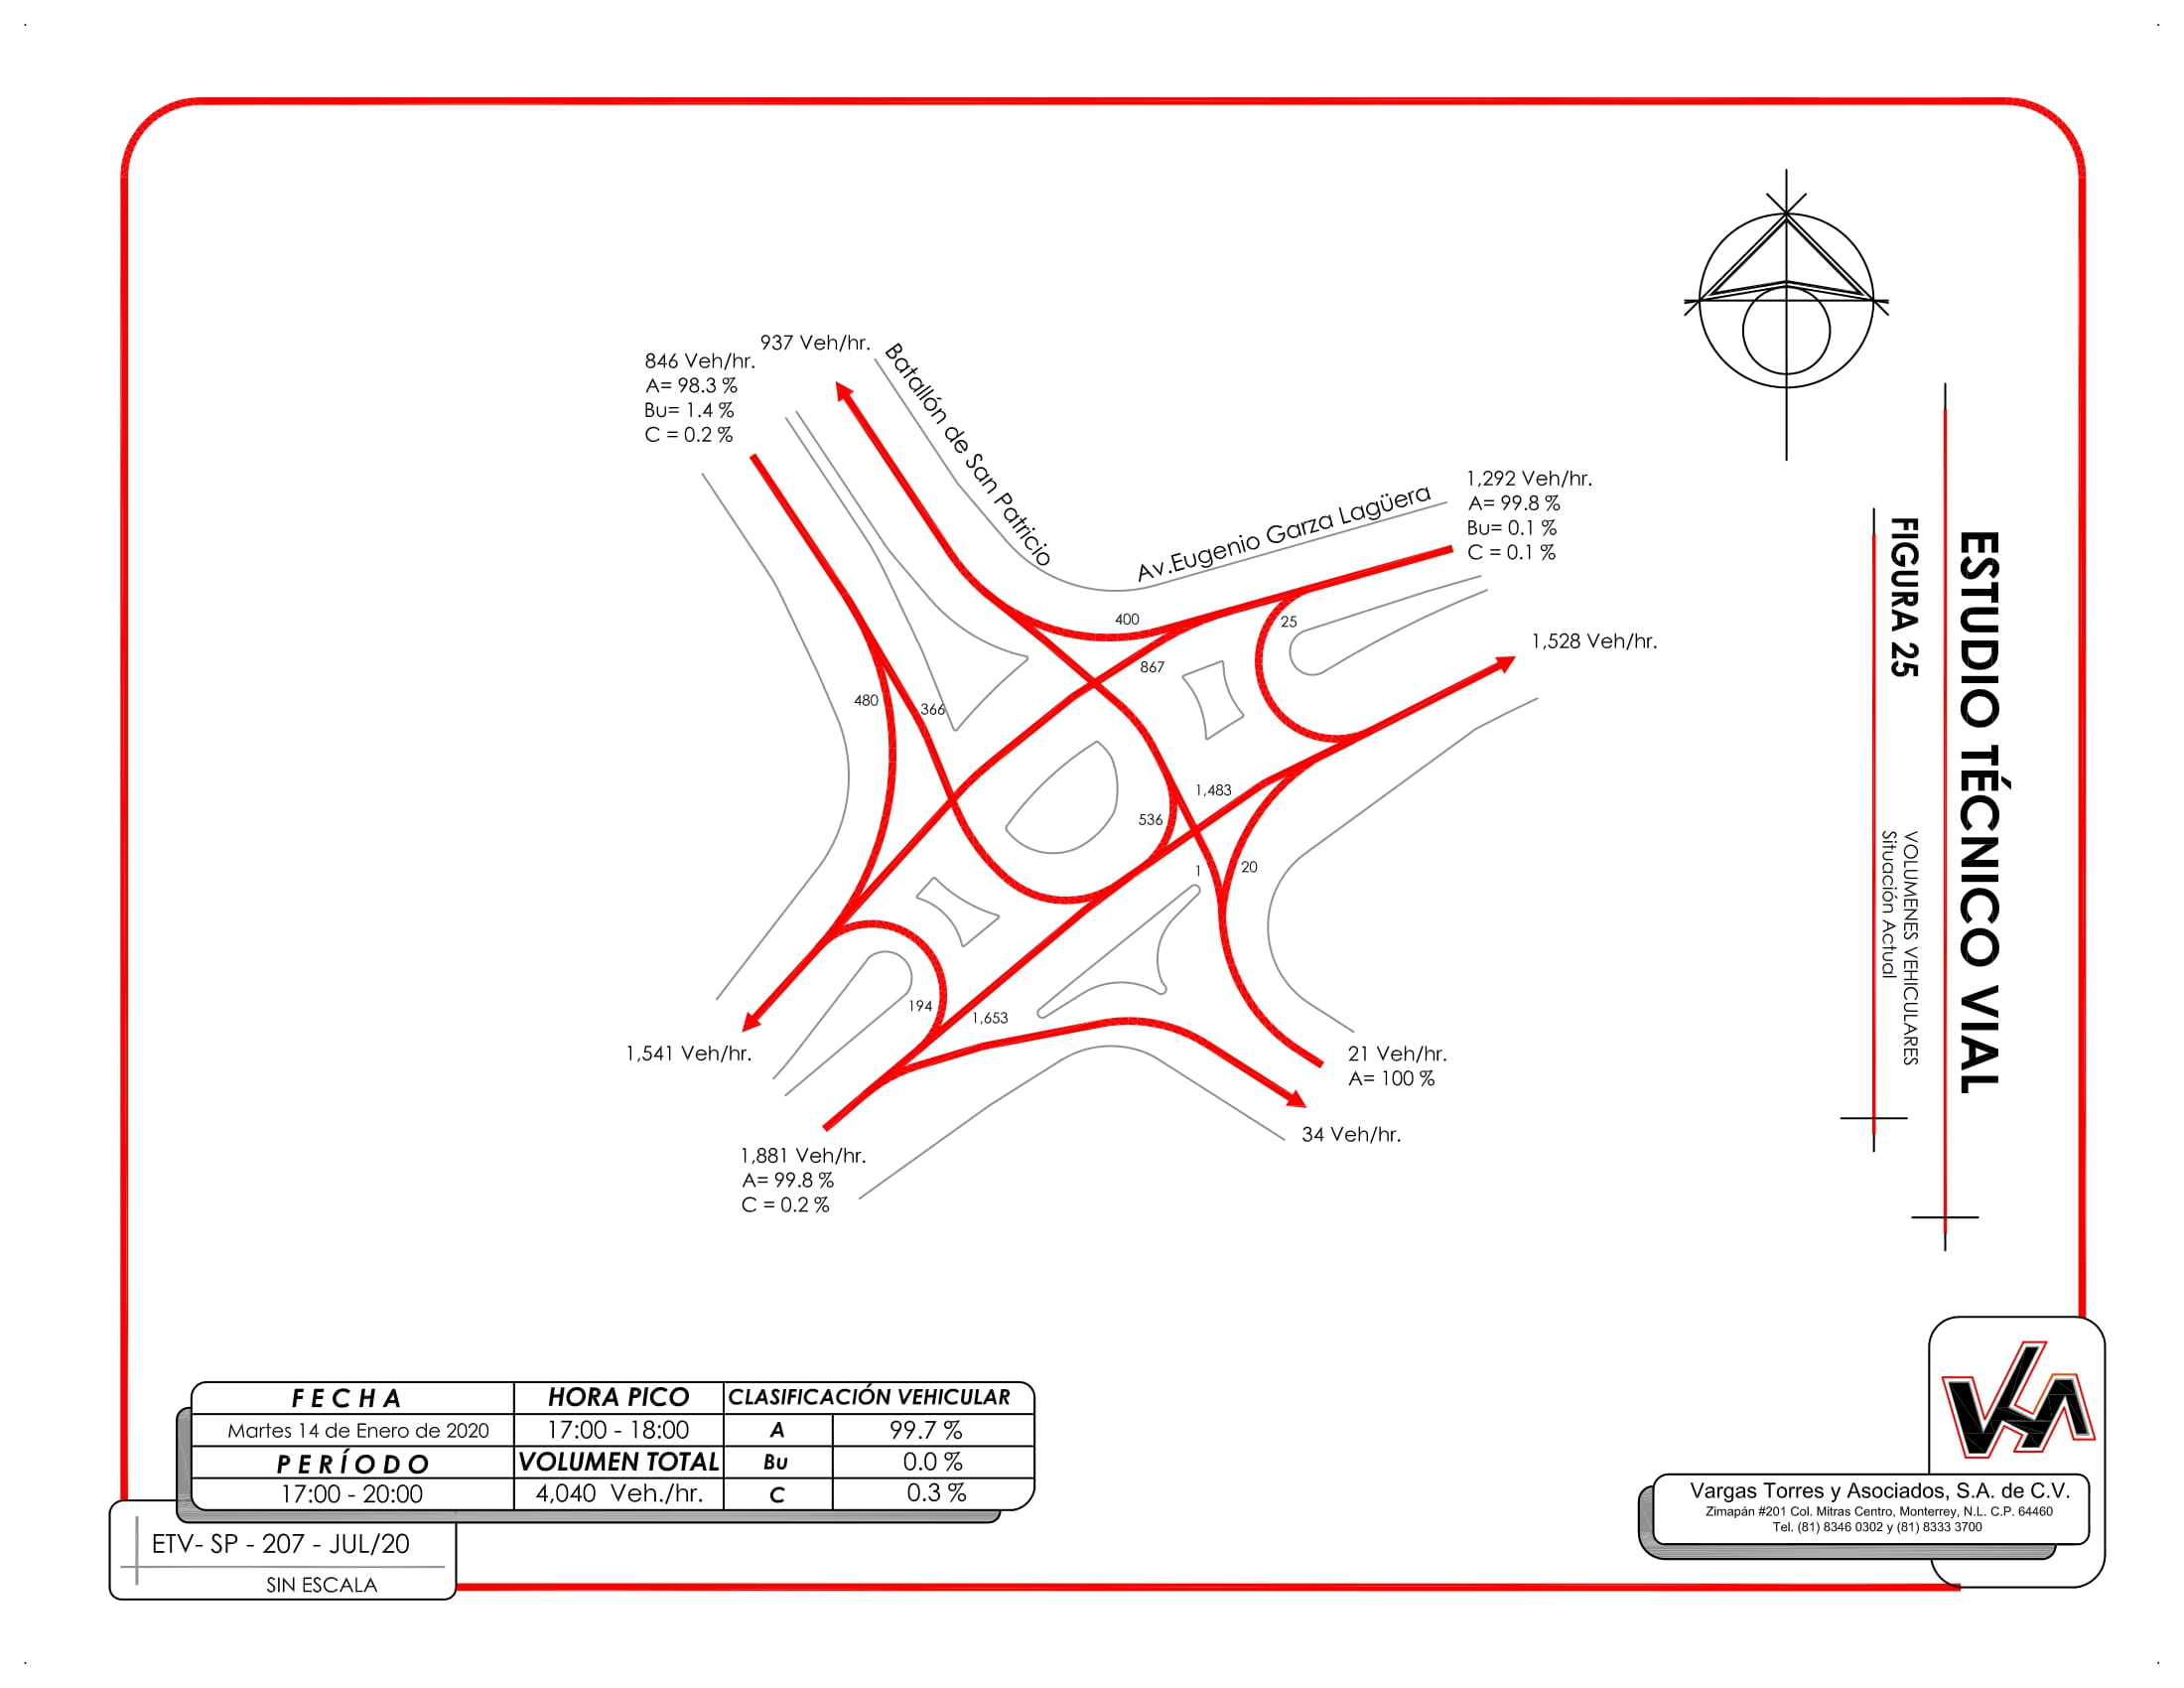 937 Veh/hr.
846 Veh/hr.
A= 98.3 %
Bu= 1.4 %
C = 0.2 %
Batallón de San Patricio
Av.Eugenio Garza Lagüera
1,292 Veh/hr.
A= 99.8 %
Bu= 0.1 %
C = 0.1 %
1,528 Veh/hr.
400
25
867
480
366
1,483
536
1
20
194
1,653
1,541 Veh/hr.
21 Veh/hr.
A= 100 %
34 Veh/hr.
1,881 Veh/hr.
A= 99.8 %
C = 0.2 %
ESTUDIO TÉCNICO VIAL
FIGURA 25
VOLUMENES VEHICULARES
Situación Actual
FECHA
HORA PICO
CLASIFICACIÓN VEHICULAR
Martes 14 de Enero de 2020
17:00 - 18:00
A
99.7 %
PERÍODO
VOLUMEN TOTAL
Bu
0.0 %
17:00 - 20:00
4,040 Veh./hr.
C
0.3 %
ETV- SP - 207 - JUL/20
SIN ESCALA
Vargas Torres y Asociados, S.A. de C.V.
Zimapán #201 Col. Mitras Centro, Monterrey, N.L. C.P. 64460
Tel. (81) 8346 0302 y (81) 8333 3700